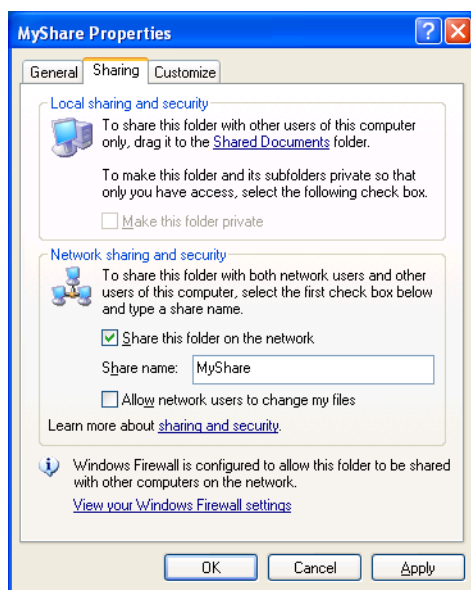 MyShare Properties
General Sharing Customize
Local sharing and security
To share this folder with other users of this computer
only, drag it to the Shared Documents folder.
To make this folder and its subfolders private so that
only you have access, select the following check box.
Make this folder private
Network sharing and security
To share this folder with both network users and other
users of this computer, select the first check box below
and type a share name.
Share this folder on the network
Share name: MyShare
Allow network users to change my files
Learn more about sharing and security.
Windows Firewall is configured to allow this folder to be shared
with other computers on the network.
View your Windows Firewall settings
OK Cancel Apply